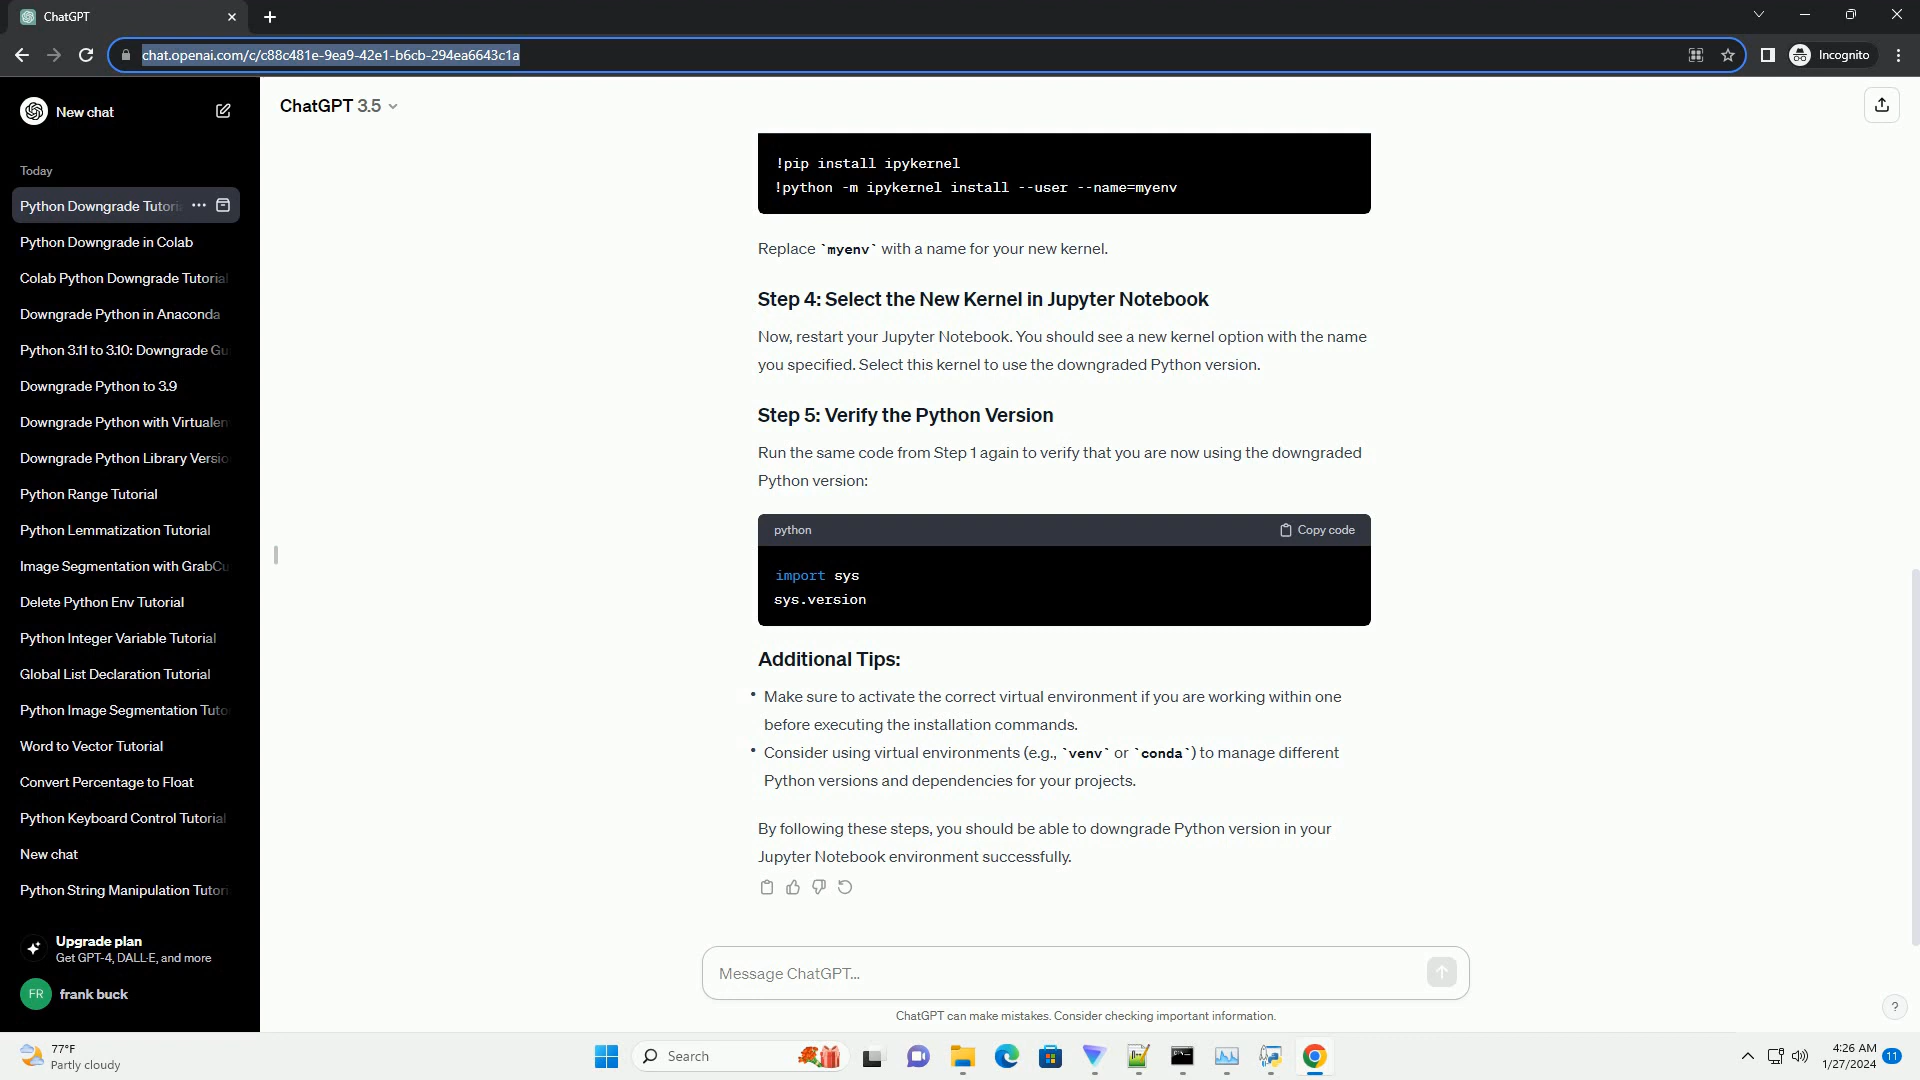 ChatGPT
chat.openai.com/c/c88c481e-9ea9-42e1-b6cb-294ea6643c1a
Incognito
New chat
Today
Python Downgrade Tutori
Python Downgrade in Colab
Colab Python Downgrade Tutorial
Downgrade Python in Anaconda
Python 3.11 to 3.10: Downgrade Gu
Downgrade Python to 3.9
Downgrade Python with Virtualen
Downgrade Python Library Versio
Python Range Tutorial
Python Lemmatization Tutorial
Image Segmentation with GrabCu
Delete Python Env Tutorial
Python Integer Variable Tutorial
Global List Declaration Tutorial
Python Image Segmentation Tuto
Word to Vector Tutorial
Convert Percentage to Float
Python Keyboard Control Tutorial
New chat
Python String Manipulation Tutori
Upgrade plan
Get GPT-4, DALL·E, and more
FR frank buck
ChatGPT 3.5
!pip install ipykernel
!python -m ipykernel install --user --name=myenv
Replace `myenv` with a name for your new kernel.
Step 4: Select the New Kernel in Jupyter Notebook
Now, restart your Jupyter Notebook. You should see a new kernel option with the name
you specified. Select this kernel to use the downgraded Python version.
Step 5: Verify the Python Version
Run the same code from Step 1 again to verify that you are now using the downgraded
Python version:
python Copy code
import sys
sys.version
Additional Tips:
• Make sure to activate the correct virtual environment if you are working within one
before executing the installation commands.
• Consider using virtual environments (e.g., `venv` or `conda`) to manage different
Python versions and dependencies for your projects.
By following these steps, you should be able to downgrade Python version in your
Jupyter Notebook environment successfully.
Message ChatGPT...
ChatGPT can make mistakes. Consider checking important information.
?
77°F
Partly cloudy
Search
4:26 AM
1/27/2024
11